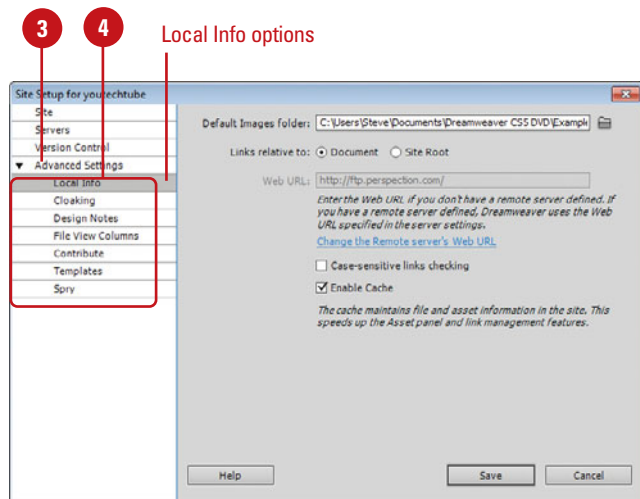 3 4 Local Info options
Site Setup for youtechtube
Site
Servers
Version Control
Advanced Settings
Local Info
Cloaking
Design Notes
File View Columns
Contribute
Templates
Spry
Default Images folder: C:\Users\Steve\Documents\Dreamweaver CS5 DVD\Exampl
Links relative to: Document Site Root
Web URL: http://ftp.perspection.com/
Enter the Web URL if you don't have a remote server defined. If
you have a remote server defined, Dreamweaver uses the Web
URL specified in the server settings.
Change the Remote server's Web URL
Case-sensitive links checking
Enable Cache
The cache maintains file and asset information in the site. This
speeds up the Asset panel and link management features.
Help Save Cancel